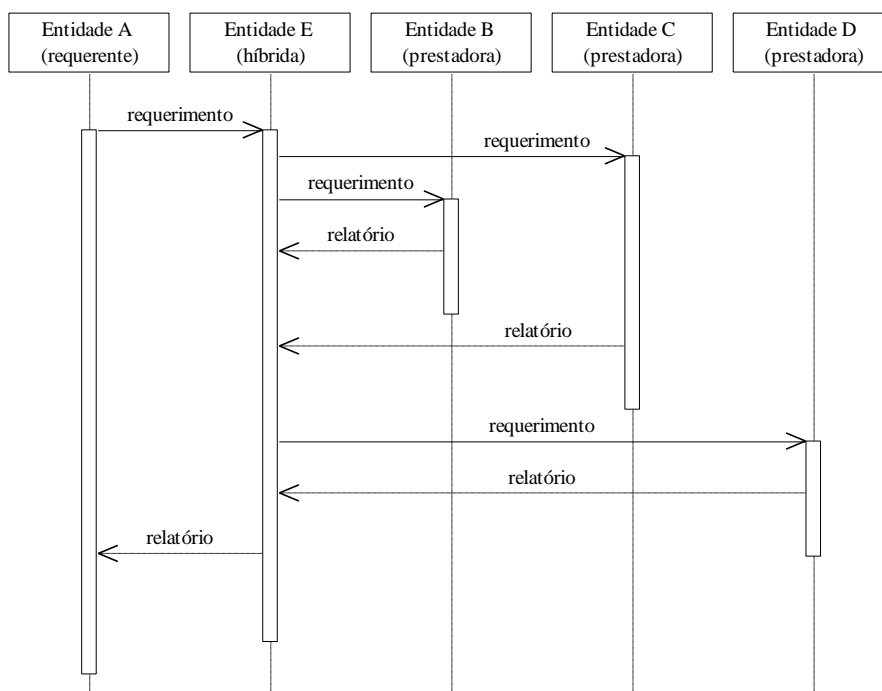 Entidade A
(requerente)
Entidade E
(híbrida)
Entidade B
(prestadora)
Entidade C
(prestadora)
Entidade D
(prestadora)
requerimento
requerimento
requerimento
relatório
relatório
requerimento
relatório
relatório